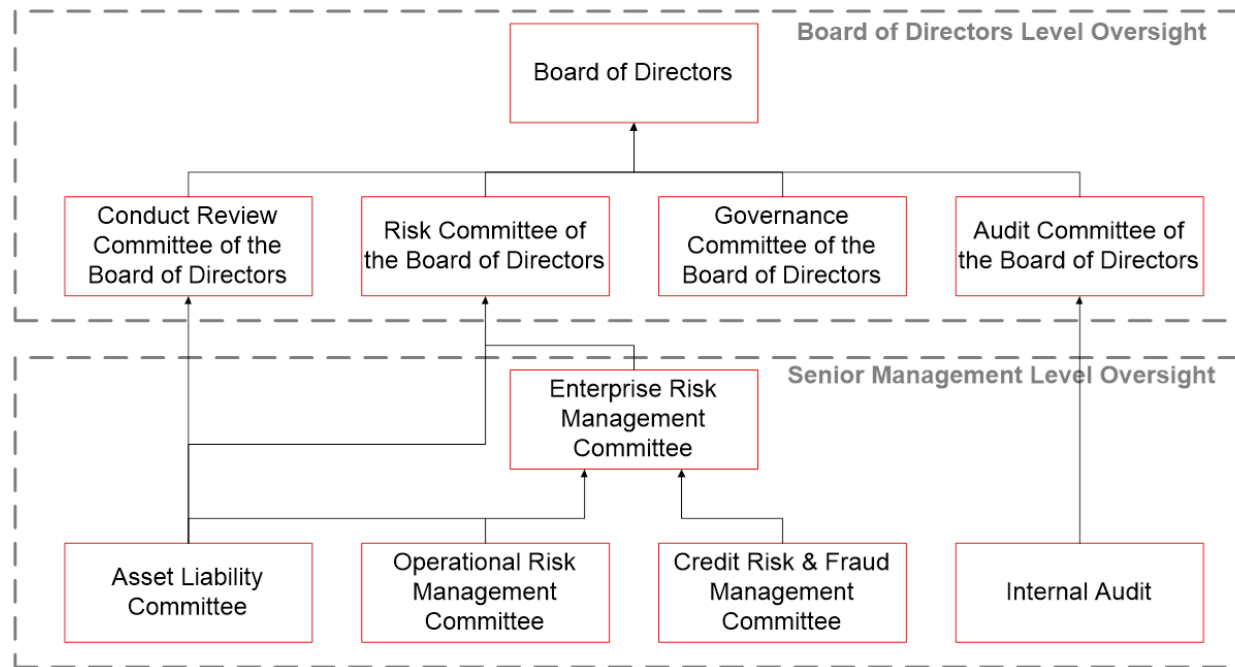 Board of Directors Level Oversight
Board of Directors
Conduct Review
Committee of the
Board of Directors
Risk Committee of
the Board of Directors
Governance
Committee of the
Board of Directors
Audit Committee of
the Board of Directors
Senior Management Level Oversight
Enterprise Risk
Management
Committee
Asset Liability
Committee
Operational Risk
Management
Committee
Credit Risk & Fraud
Management
Committee
Internal Audit